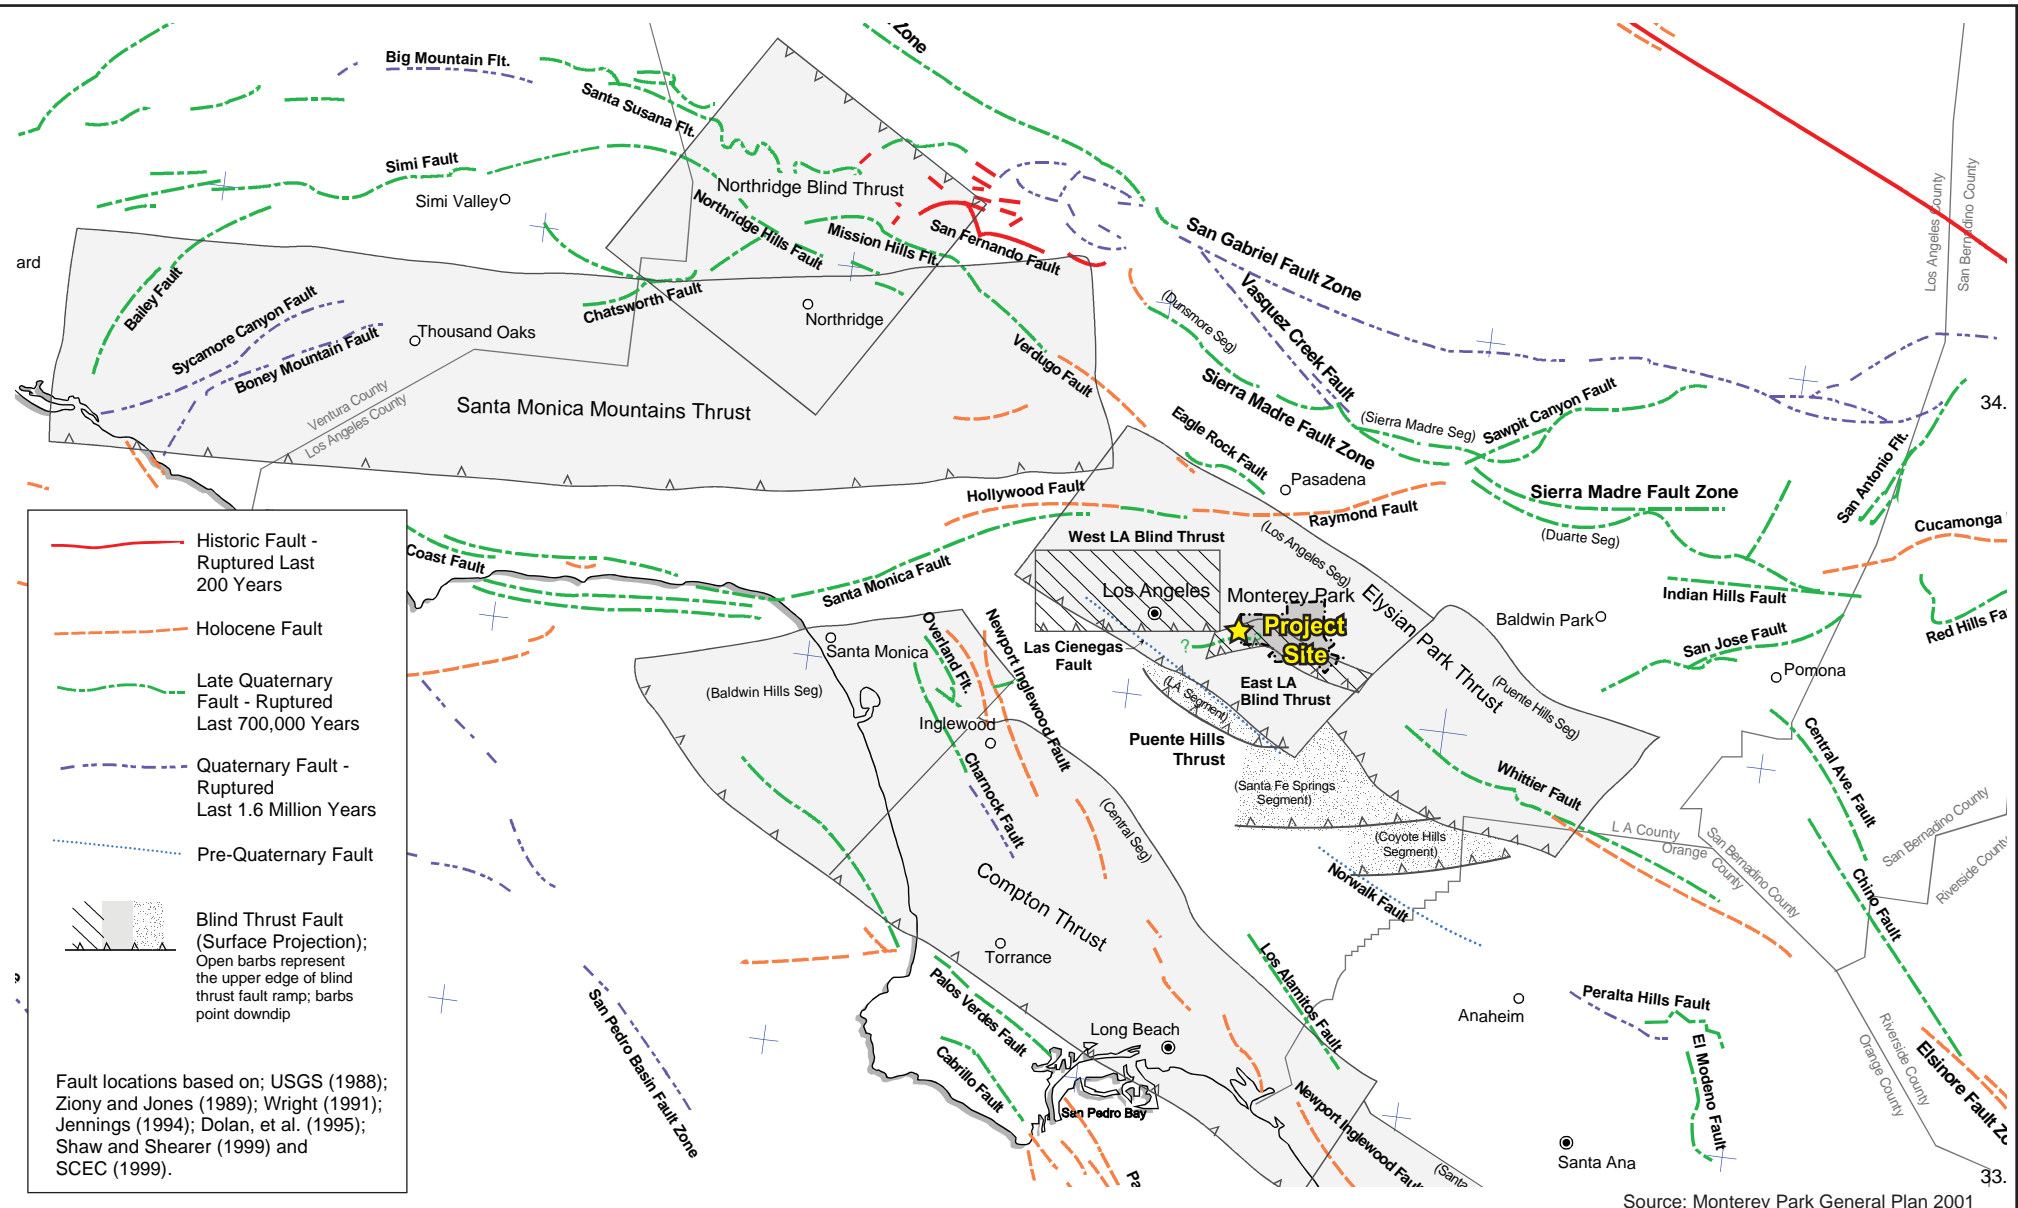 Zone
Big Mountain Flt.
Santa Susana Flt.
Simi Fault
Simi Valley
Northridge Blind Thrust
Northridge Hills Fault
Mission Hills Flt.
San Fernando Fault
San Gabriel Fault Zone
Los Angeles County
San Bernadino County
ard
Bailey Fault
Sycamore Canyon Fault
Boney Mountain Fault
Thousand Oaks
Chatsworth Fault
Northridge
Verdugo Fault
(Dunsmore Seg)
Vasquez Creek Fault
Sierra Madre Fault Zone
Ventura County
Los Angeles County
Santa Monica Mountains Thrust
Eagle Rock Fault
(Sierra Madre Seg)
Sawpit Canyon Fault
34.
San Antonio Flt.
Pasadena
Hollywood Fault
Raymond Fault
Sierra Madre Fault Zone
(Duarte Seg)
Cucamonga
West LA Blind Thrust
(Los Angeles Seg)
Coast Fault
Santa Monica Fault
Los Angeles
Monterey Park
Elysian Park Thrust
Project
Site
Indian Hills Fault
Baldwin Park
Red Hills Fa
San Jose Fault
Pomona
Las Cienegas
Fault
?
Overland Flt.
Newport Inglewood Fault
Santa Monica
(Baldwin Hills Seg)
East LA
Blind Thrust
(LA Segment)
(Puente Hills Seg)
Inglewood
Puente Hills
Thrust
Charnock Fault
(Santa Fe Springs
Segment)
Whittier Fault
Central Ave. Fault
(Central Seg)
(Coyote Hills
Segment)
L A County
Orange County
San Bernadino County
San Bernadino County
Riverside County
Compton Thrust
Norwalk Fault
Chino Fault
Torrance
Palos Verdes Fault
Los Alamitos Fault
Anaheim
Peralta Hills Fault
El Modeno Fault
San Pedro Basin Fault Zone
Long Beach
Cabrillo Fault
San Pedro Bay
Newport Inglewood Fault
(Santa
Pa
Riverside County
Orange County
Elsinore Fault Zo
Santa Ana
33.
Historic Fault -
Ruptured Last
200 Years
Holocene Fault
Late Quaternary
Fault - Ruptured
Last 700,000 Years
Quaternary Fault -
Ruptured
Last 1.6 Million Years
Pre-Quaternary Fault
Blind Thrust Fault
(Surface Projection);
Open barbs represent
the upper edge of blind
thrust fault ramp; barbs
point downdip
Fault locations based on; USGS (1988);
Ziony and Jones (1989); Wright (1991);
Jennings (1994); Dolan, et al. (1995);
Shaw and Shearer (1999) and
SCEC (1999).
Source: Monterey Park General Plan 2001